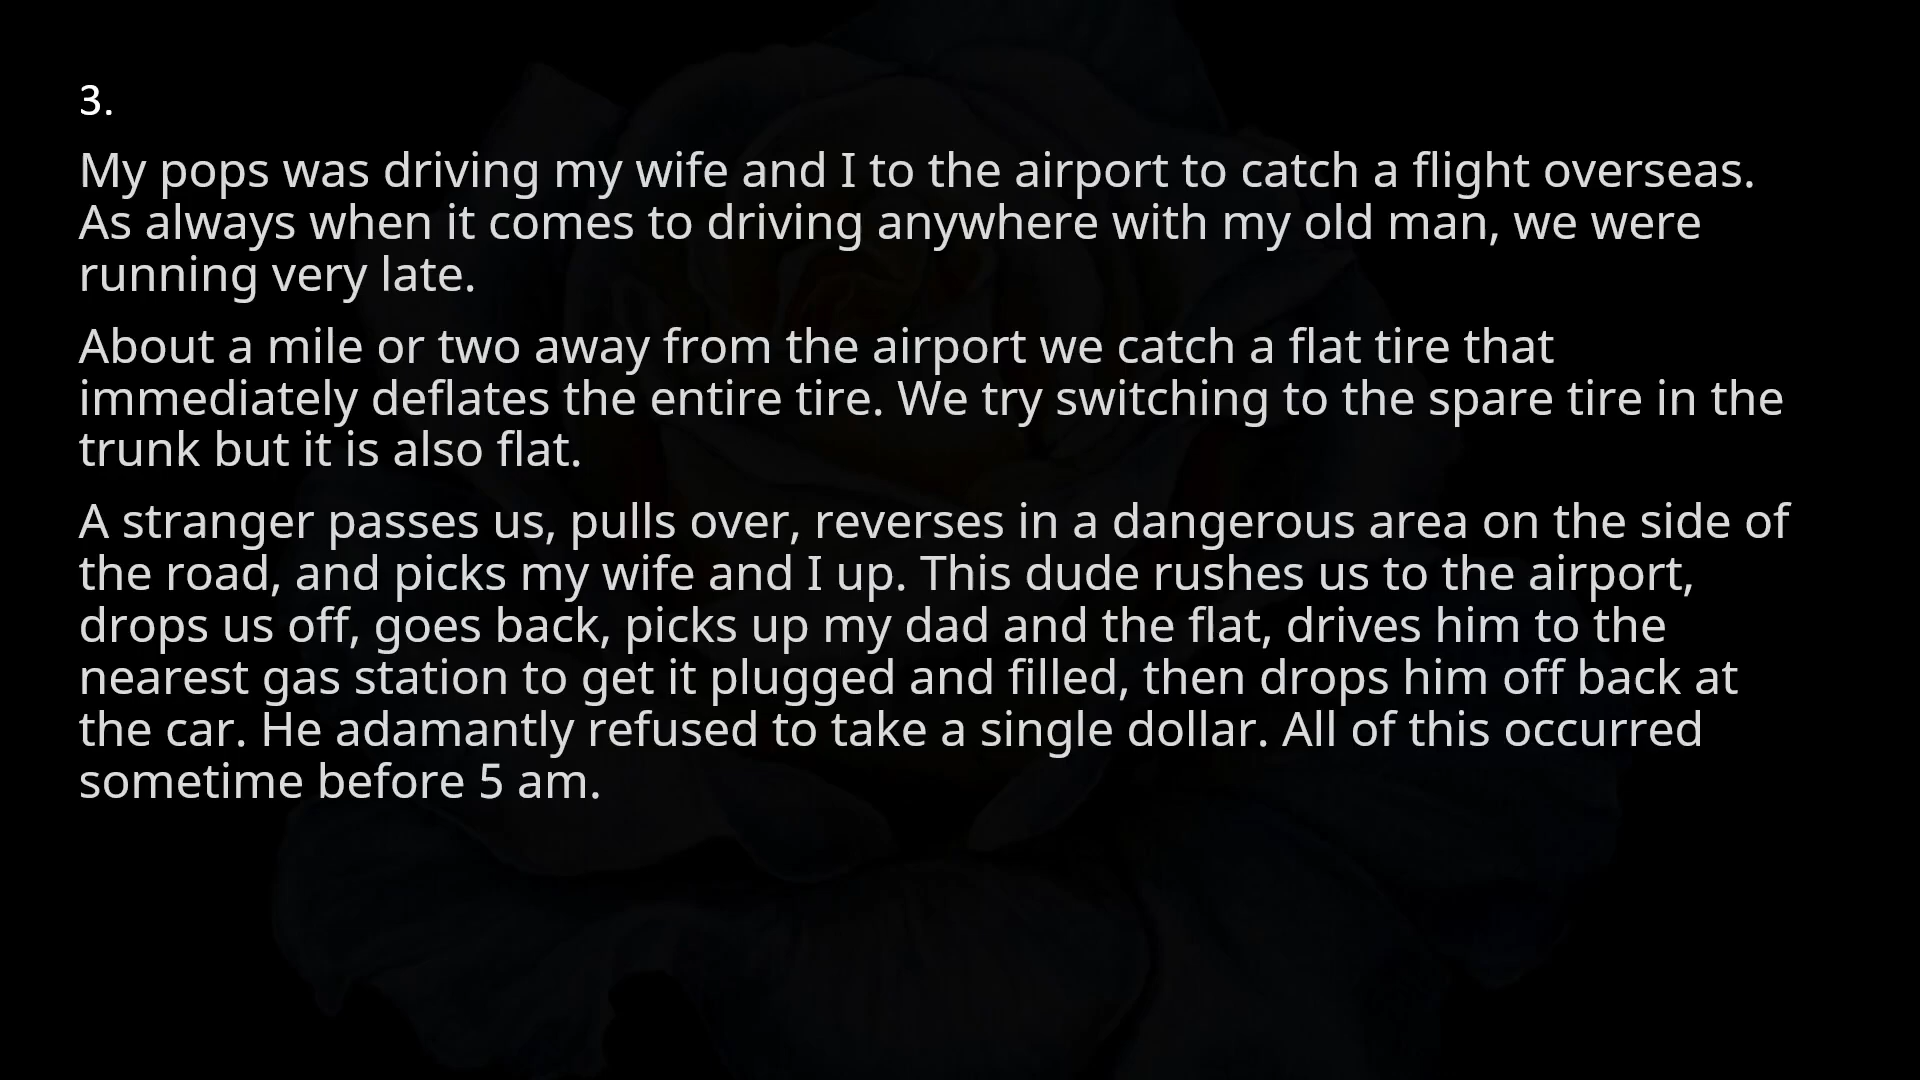 3.
My pops was driving my wife and I to the airport to catch a flight overseas.
As always when it comes to driving anywhere with my old man, we were
running very late.
About a mile or two away from the airport we catch a flat tire that
immediately deflates the entire tire. We try switching to the spare tire in the
trunk but it is also flat.
A stranger passes us, pulls over, reverses in a dangerous area on the side of
the road, and picks my wife and I up. This dude rushes us to the airport,
drops us off, goes back, picks up my dad and the flat, drives him to the
nearest gas station to get it plugged and filled, then drops him off back at
the car. He adamantly refused to take a single dollar. All of this occurred
sometime before 5 am.